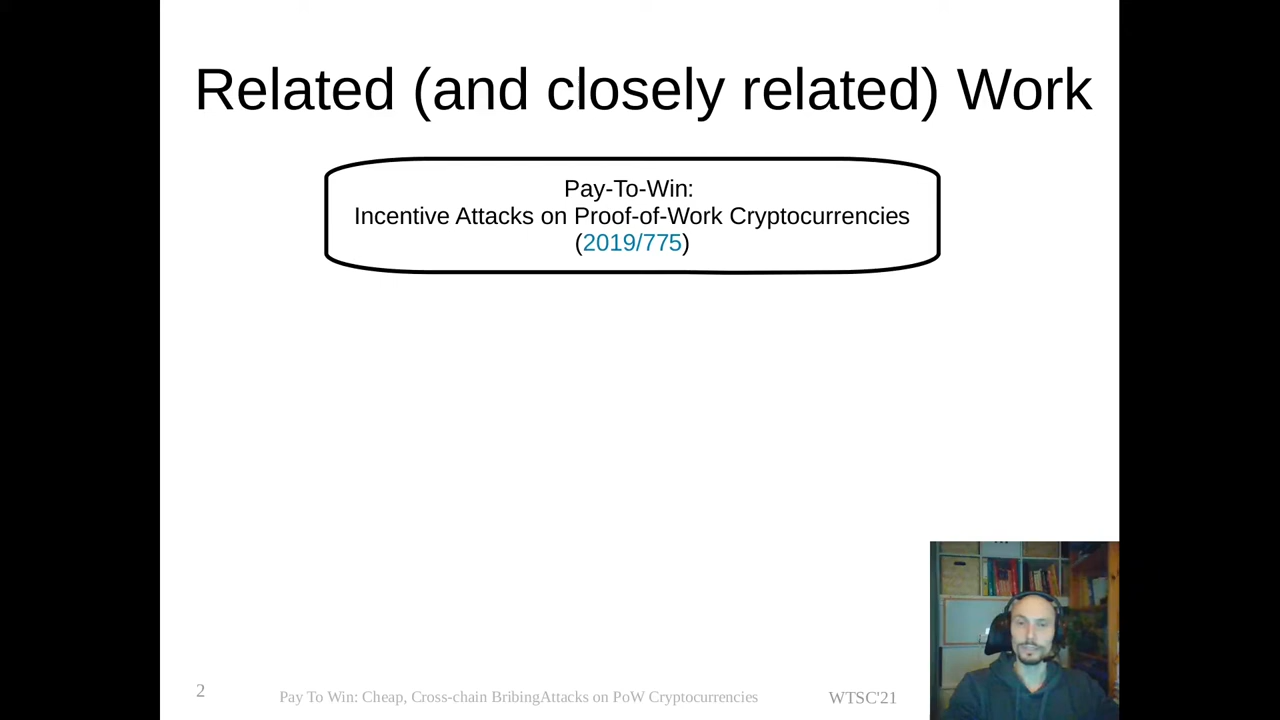 Related (and closely related) Work
Pay-To-Win:
Incentive Attacks on Proof-of-Work Cryptocurrencies
(2019/775)
2
Pay To Win: Cheap, Cross-chain BribingAttacks on PoW Cryptocurrencies
WTSC'21